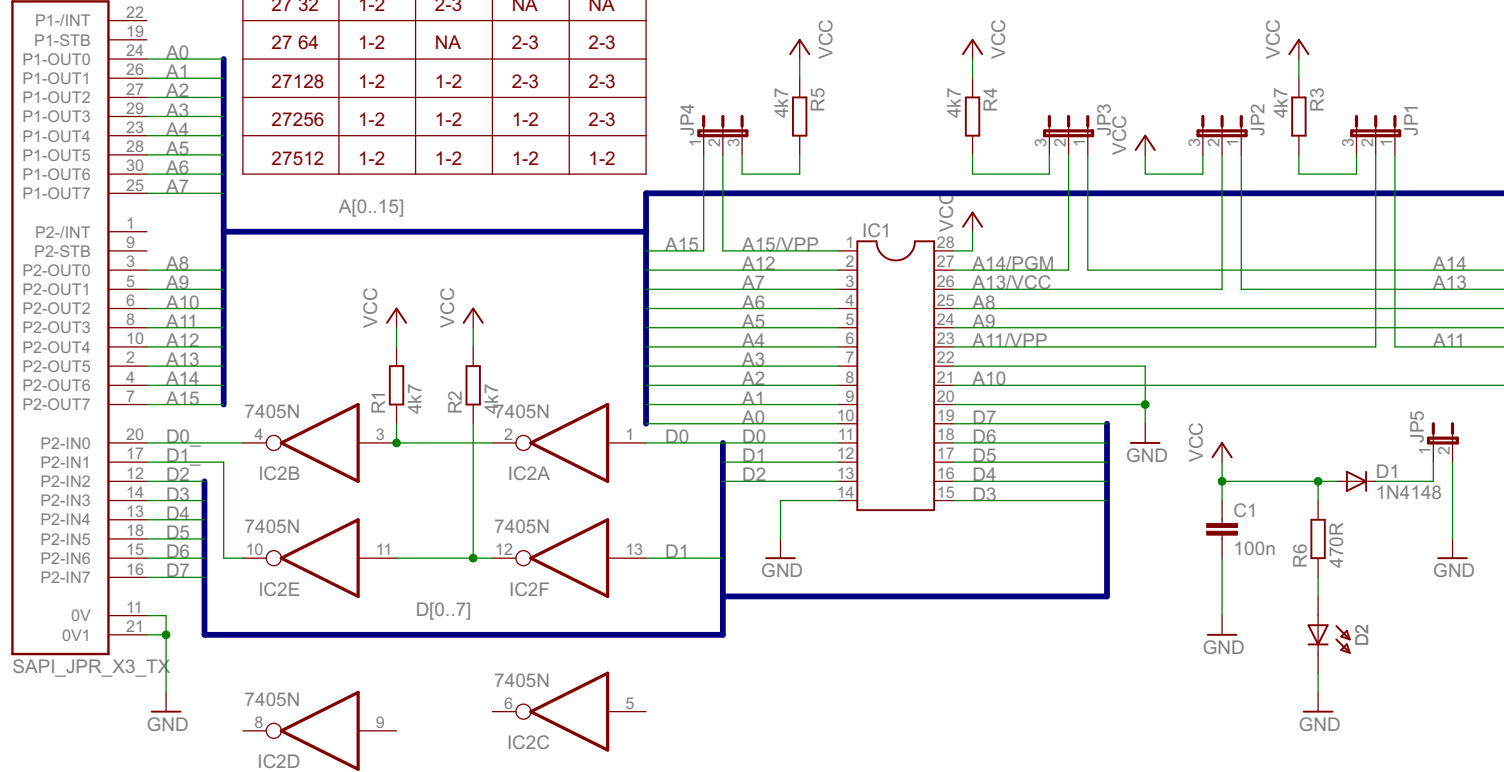 27 32 1-2 2-3 NA NA
27 64 1-2 NA 2-3 2-3
27128 1-2 1-2 2-3 2-3
27256 1-2 1-2 1-2 2-3
27512 1-2 1-2 1-2 1-2
P1-/INT 22
P1-STB 19
P1-OUT0 24 A0
P1-OUT1 26 A1
P1-OUT2 27 A2
P1-OUT3 29 A3
P1-OUT4 23 A4
P1-OUT5 28 A5
P1-OUT6 30 A6
P1-OUT7 25 A7
P2-/INT 1
P2-STB 9
P2-OUT0 3 A8
P2-OUT1 5 A9
P2-OUT2 6 A10
P2-OUT3 8 A11
P2-OUT4 10 A12
P2-OUT5 2 A13
P2-OUT6 4 A14
P2-OUT7 7 A15
P2-IN0 20 D0_
P2-IN1 17 D1_
P2-IN2 12 D2
P2-IN3 14 D3
P2-IN4 13 D4
P2-IN5 18 D5
P2-IN6 15 D6
P2-IN7 16 D7
0V 11
0V1 21
SAPI_JPR_X3_TX
GND
A[0..15]
VCC
R1
4k7
VCC
R2
4k7
7405N
4 3
IC2B
7405N
2 1
IC2A
D0
7405N
10 11
IC2E
7405N
12 13
IC2F
D1
D[0..7]
7405N
8 9
IC2D
7405N
6 5
IC2C
JP4
1 2 3
4k7
R5
VCC
4k7
R4
VCC
JP3
3 2 1
VCC
JP2
3 2 1
4k7
R3
VCC
JP1
3 2 1
IC1
VCC
A15 A15/VPP 1
A12 2
A7 3
A6 4
A5 5
A4 6
A3 7
A2 8
A1 9
A0 10
D0 11
D1 12
D2 13
14
GND
28
27 A14/PGM A14
26 A13/VCC A13
25 A8
24 A9
23 A11/VPP A11
22
21 A10
20
19 D7
18 D6
17 D5
16 D4
15 D3
GND
VCC
C1
100n
GND
R6
470R
D1
1N4148
JP5
1 2
GND
D2
GND